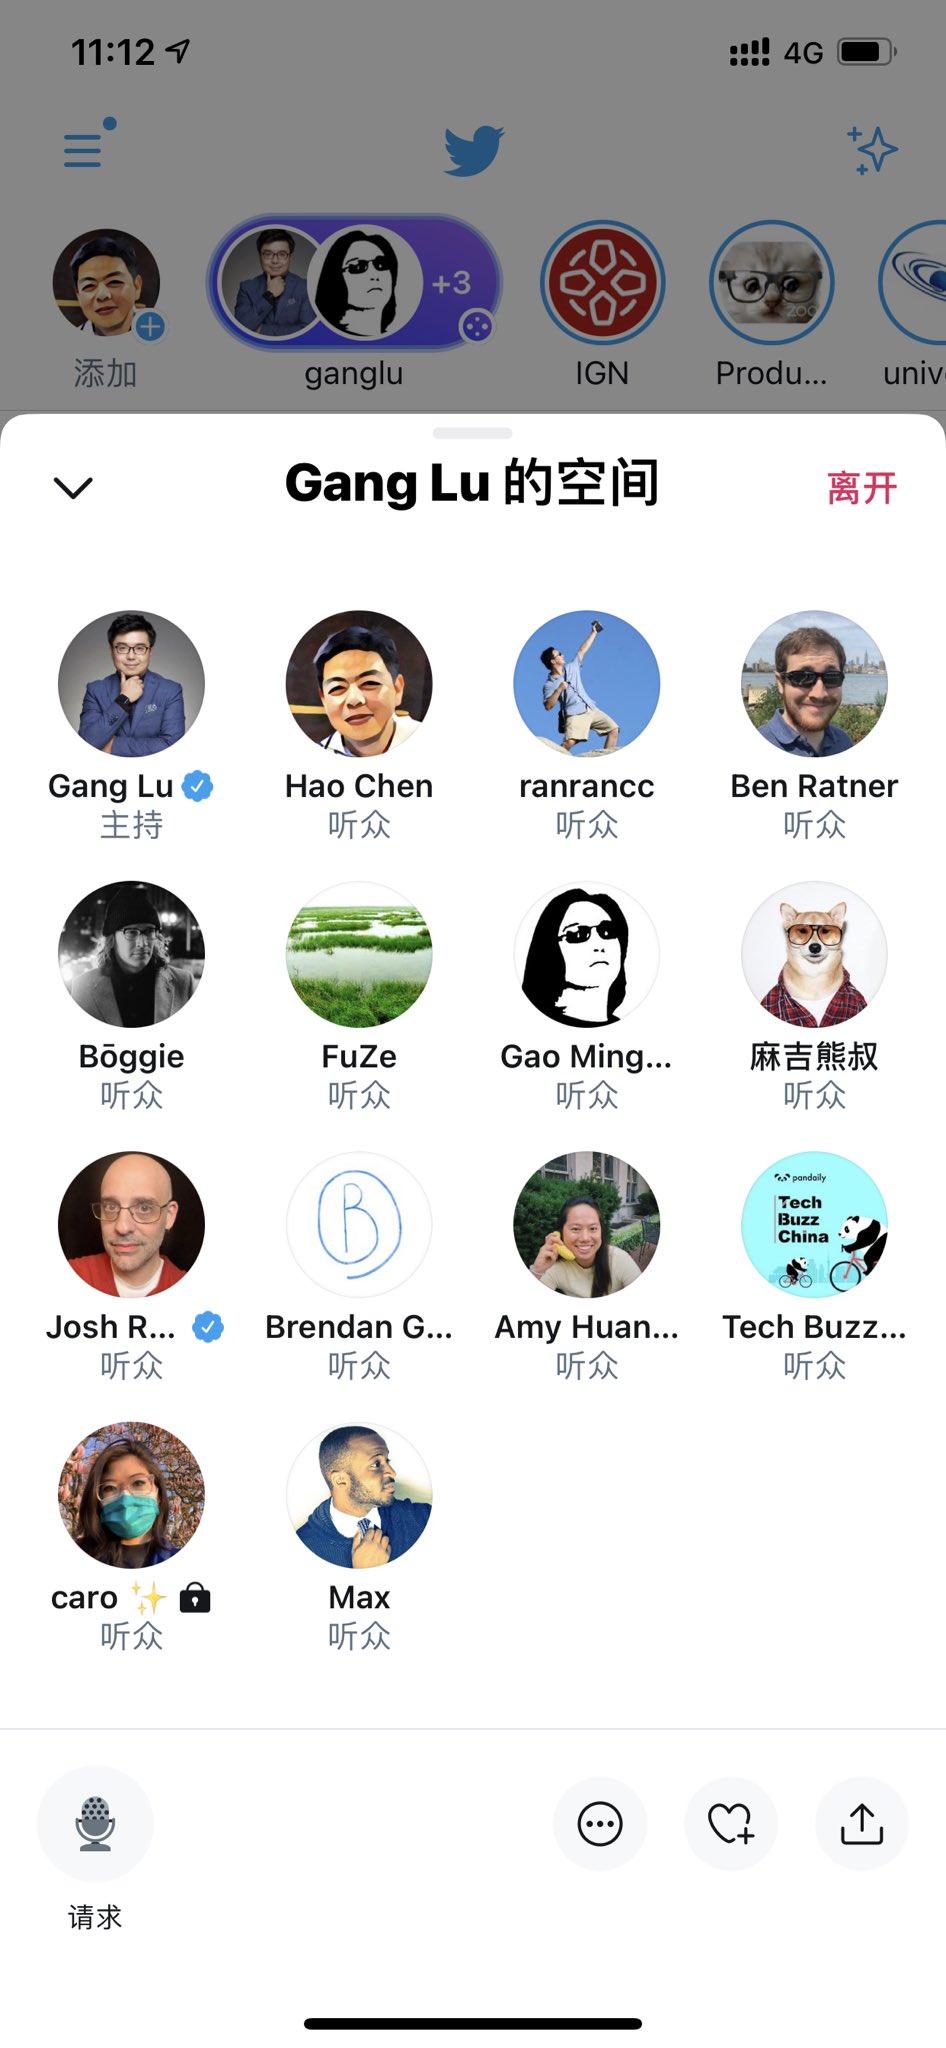 11:12
4G
+3
ZOO
添加
ganglu
IGN
Produ...
univ
Gang Lu 的空间
离开
Gang Lu
主持
Hao Chen
听众
ranrancc
听众
Ben Ratner
听众
Bōggie
听众
FuZe
听众
Gao Ming...
听众
麻吉熊叔
听众
pandaily
Tech
Buzz
China
Josh R...
听众
B
Brendan G...
听众
Amy Huan...
听众
Tech Buzz...
听众
caro ✨
听众
Max
听众
请求